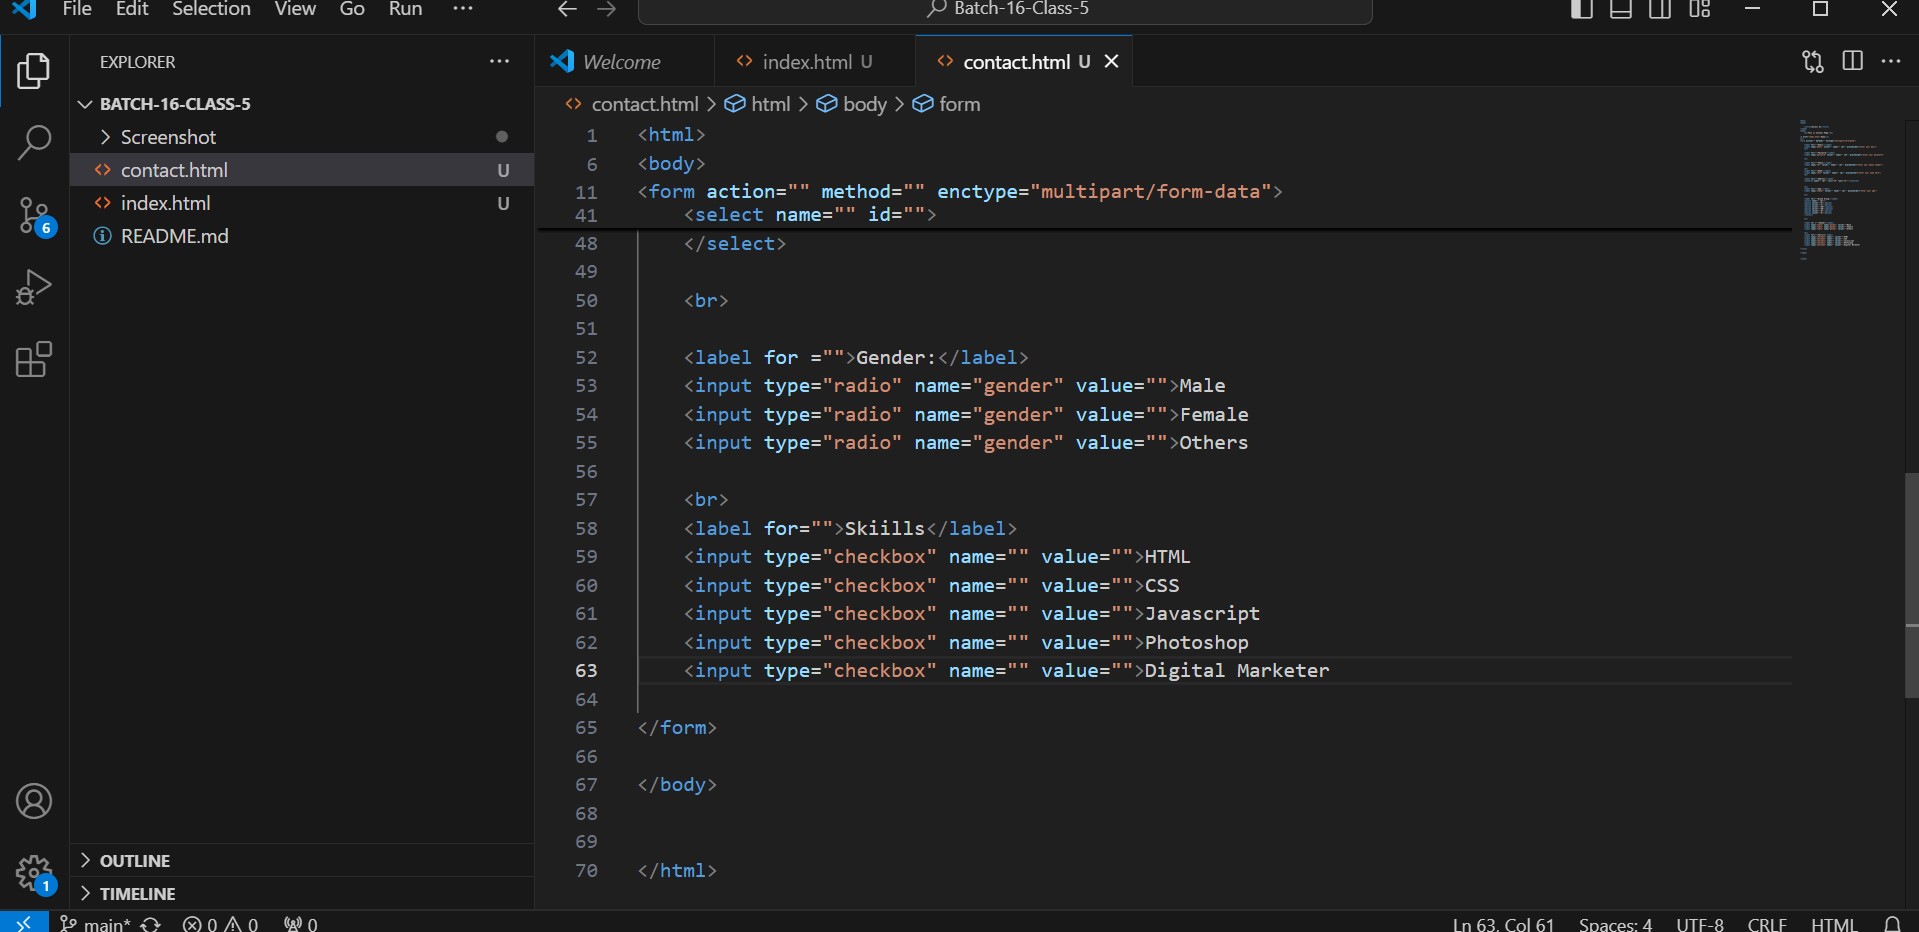 File Edit Selection View Go Run ··· Batch-16-Class-5
EXPLORER ···
BATCH-16-CLASS-5
Screenshot
contact.html U
index.html U
README.md
6
OUTLINE
TIMELINE
1
Welcome index.html U contact.html U
contact.html > html > body > form
1 <html>
6 <body>
11 <form action="" method="" enctype="multipart/form-data">
41 <select name="" id="">
48 </select>
49
50 <br>
51
52 <label for ="">Gender:</label>
53 <input type="radio" name="gender" value="">Male
54 <input type="radio" name="gender" value="">Female
55 <input type="radio" name="gender" value="">Others
56
57 <br>
58 <label for="">Skiills</label>
59 <input type="checkbox" name="" value="">HTML
60 <input type="checkbox" name="" value="">CSS
61 <input type="checkbox" name="" value="">Javascript
62 <input type="checkbox" name="" value="">Photoshop
63 <input type="checkbox" name="" value="">Digital Marketer
64
65 </form>
66
67 </body>
68
69
70 </html>
main* 0 0 0 Ln 63, Col 61 Spaces: 4 UTF-8 CRLF HTML